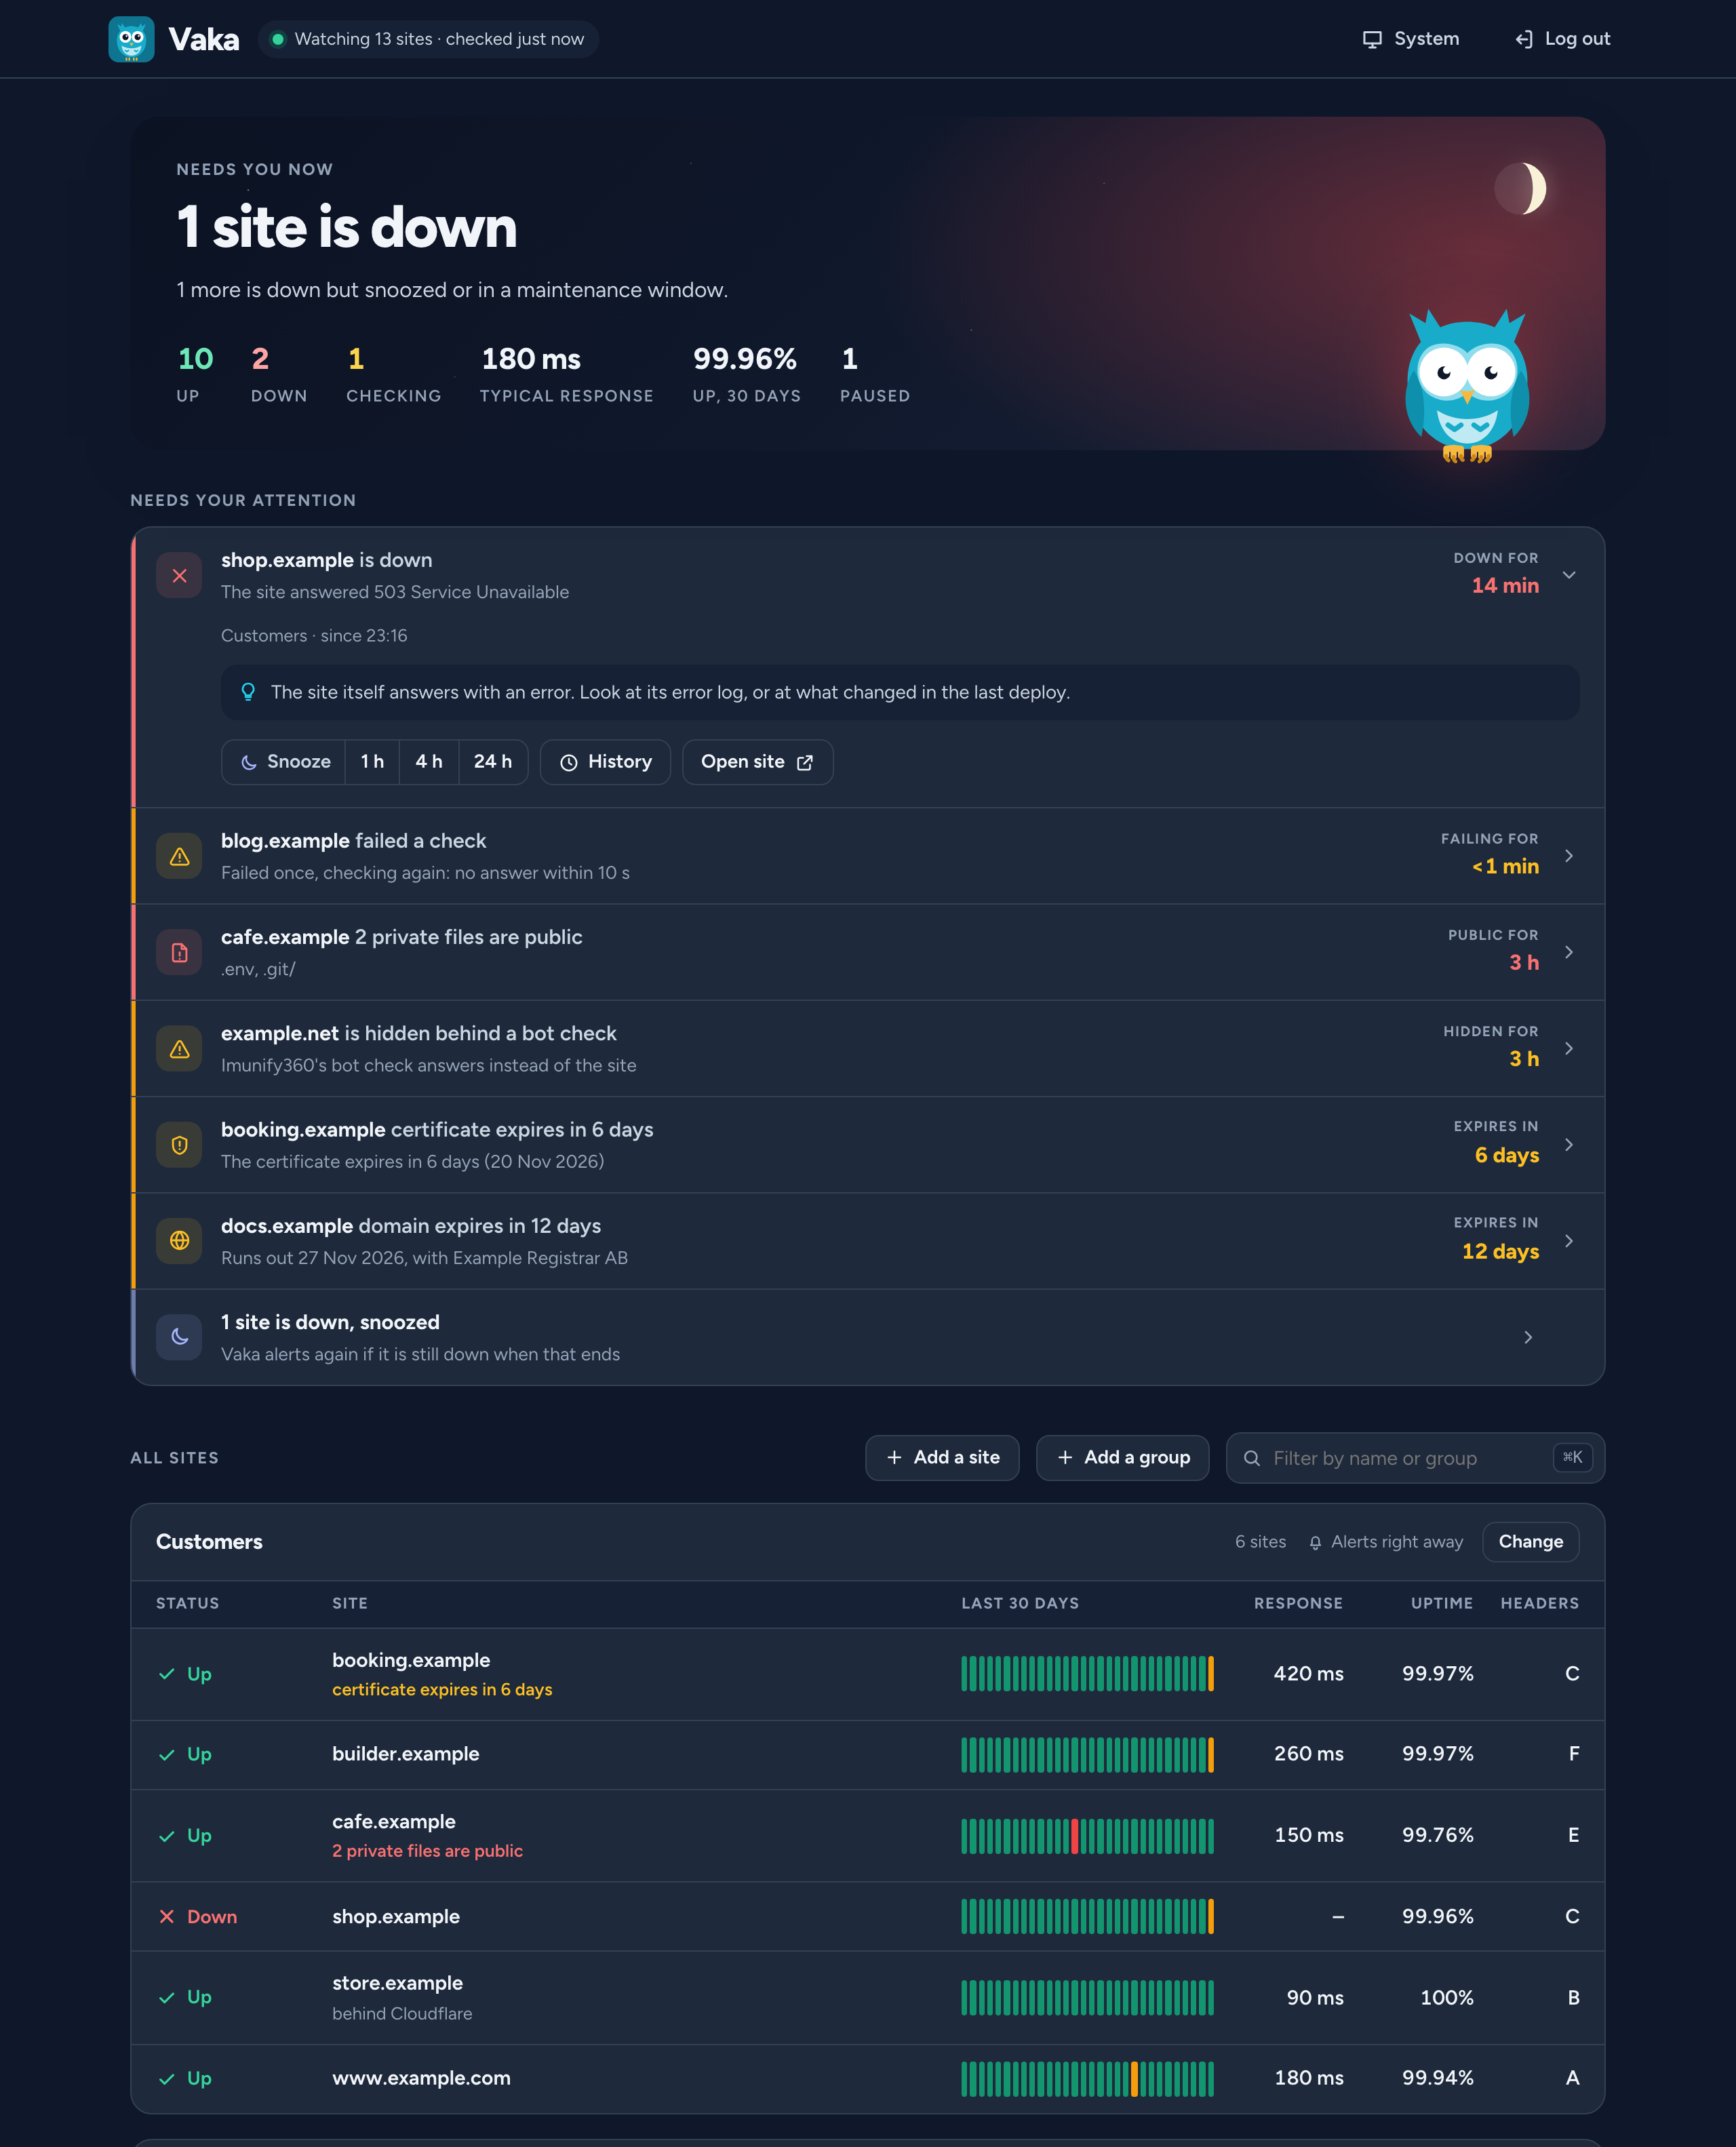 Vaka
Watching 13 sites · checked just now
System
Log out
NEEDS YOU NOW
1 site is down
1 more is down but snoozed or in a maintenance window.
10 2 1 180 ms 99.96% 1
UP DOWN CHECKING TYPICAL RESPONSE UP, 30 DAYS PAUSED
NEEDS YOUR ATTENTION
shop.example is down
The site answered 503 Service Unavailable
DOWN FOR
14 min
Customers · since 23:16
The site itself answers with an error. Look at its error log, or at what changed in the last deploy.
Snooze 1 h 4 h 24 h History Open site
blog.example failed a check
Failed once, checking again: no answer within 10 s
FAILING FOR
<1 min
cafe.example 2 private files are public
.env, .git/
PUBLIC FOR
3 h
example.net is hidden behind a bot check
Imunify360's bot check answers instead of the site
HIDDEN FOR
3 h
booking.example certificate expires in 6 days
The certificate expires in 6 days (20 Nov 2026)
EXPIRES IN
6 days
docs.example domain expires in 12 days
Runs out 27 Nov 2026, with Example Registrar AB
EXPIRES IN
12 days
1 site is down, snoozed
Vaka alerts again if it is still down when that ends
ALL SITES
Add a site
Add a group
Filter by name or group ⌘K
Customers
6 sites Alerts right away Change
STATUS SITE LAST 30 DAYS RESPONSE UPTIME HEADERS
Up booking.example 420 ms 99.97% C
certificate expires in 6 days
Up builder.example 260 ms 99.97% F
Up cafe.example 150 ms 99.76% E
2 private files are public
Down shop.example – 99.96% C
Up store.example 90 ms 100% B
behind Cloudflare
Up www.example.com 180 ms 99.94% A